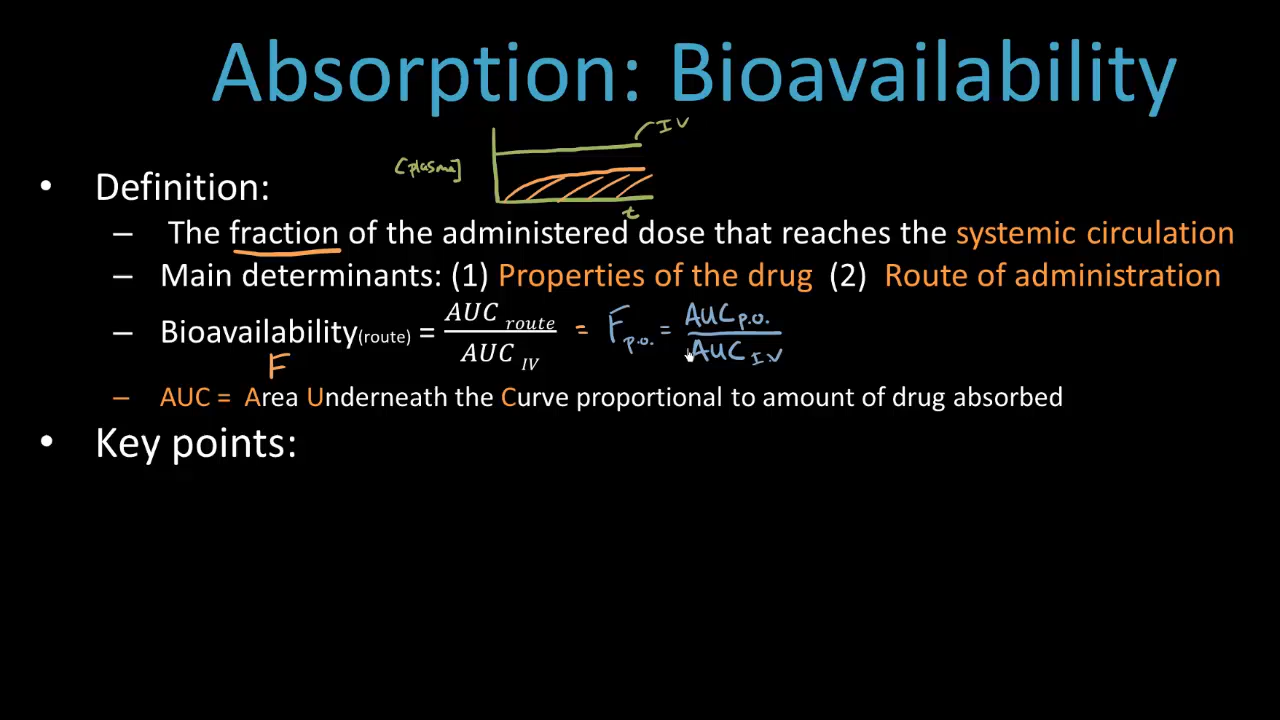 Absorption: Bioavailability
IV
[plasma]
t
• Definition:
– The fraction of the administered dose that reaches the systemic circulation
– Main determinants: (1) Properties of the drug (2) Route of administration
– Bioavailability(route) = AUC route / AUC IV = F p.o. = AUC p.o. / AUC IV
F
– AUC = Area Underneath the Curve proportional to amount of drug absorbed
• Key points: